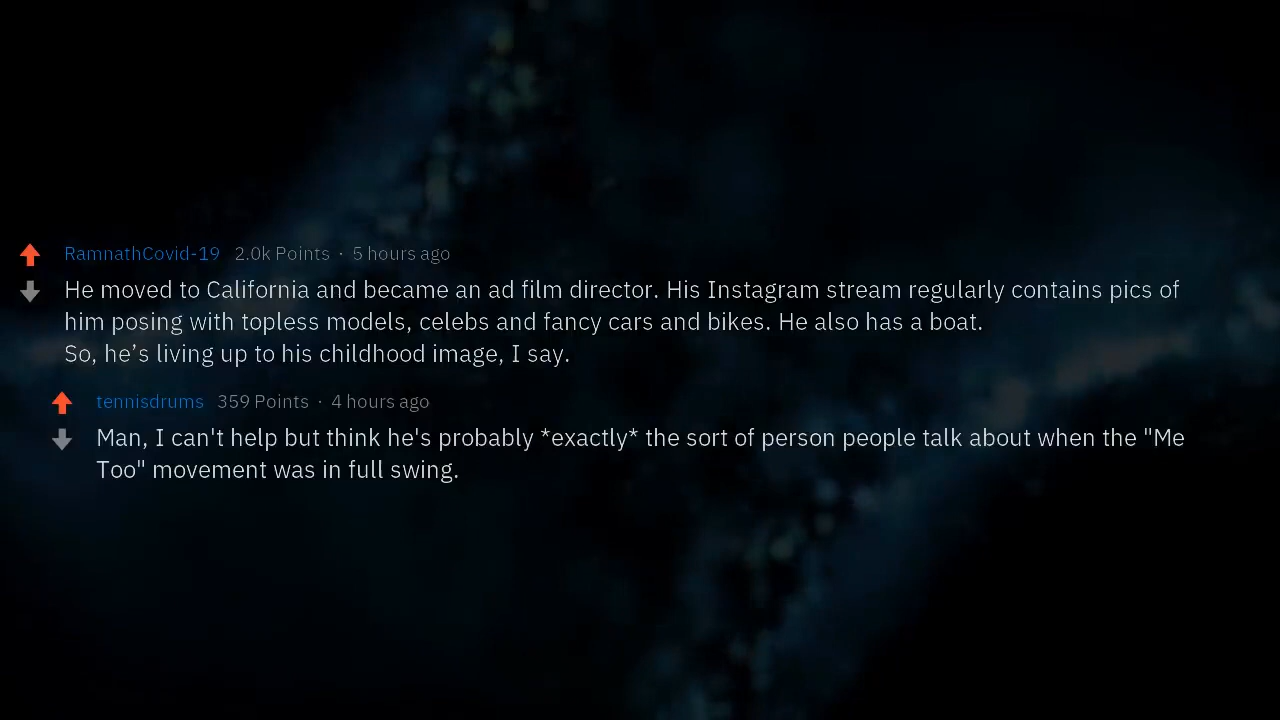 RamnathCovid-19 2.0k Points · 5 hours ago
He moved to California and became an ad film director. His Instagram stream regularly contains pics of
him posing with topless models, celebs and fancy cars and bikes. He also has a boat.
So, he’s living up to his childhood image, I say.
tennisdrums 359 Points · 4 hours ago
Man, I can't help but think he's probably *exactly* the sort of person people talk about when the "Me
Too" movement was in full swing.